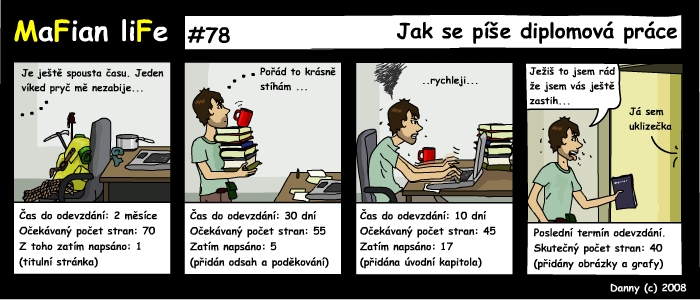 MaFian liFe
#78
Jak se píše diplomová práce
Je ještě spousta času. Jeden
víked pryč mě nezabije...
Čas do odevzdání: 2 měsíce
Očekávaný počet stran: 70
Z toho zatím napsáno: 1
(titulní stránka)
Pořád to krásně
stíhám ...
Čas do odevzdání: 30 dní
Očekávaný počet stran: 55
Zatím napsáno: 5
(přidán odsah a poděkování)
..rychleji...
Čas do odevzdání: 10 dní
Očekávaný počet stran: 45
Zatím napsáno: 17
(přidána úvodní kapitola)
Ježiš to jsem rád
že jsem vás ještě
zastih...
Já sem
uklizečka
Poslední termín odevzdání.
Skutečný počet stran: 40
(přidány obrázky a grafy)
Danny (c) 2008